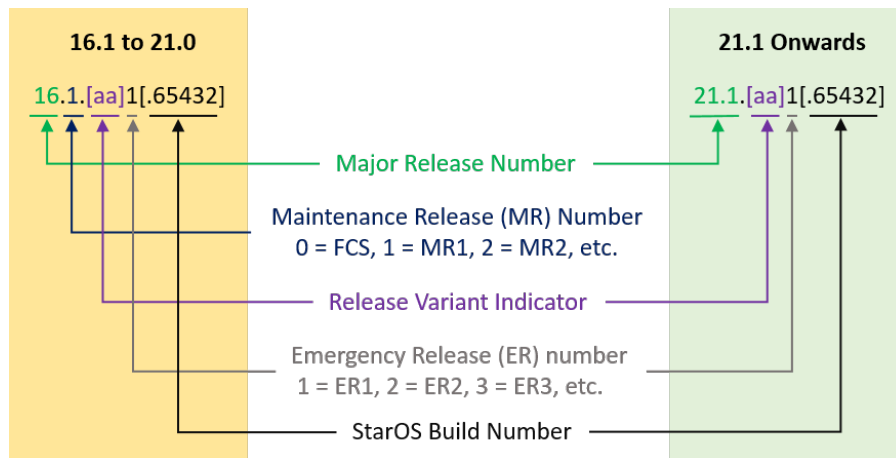 16.1 to 21.0
21.1 Onwards
16.1.[aa]1[.65432]
21.1.[aa]1[.65432]
Major Release Number
Maintenance Release (MR) Number
0 = FCS, 1 = MR1, 2 = MR2, etc.
Release Variant Indicator
Emergency Release (ER) number
1 = ER1, 2 = ER2, 3 = ER3, etc.
StarOS Build Number